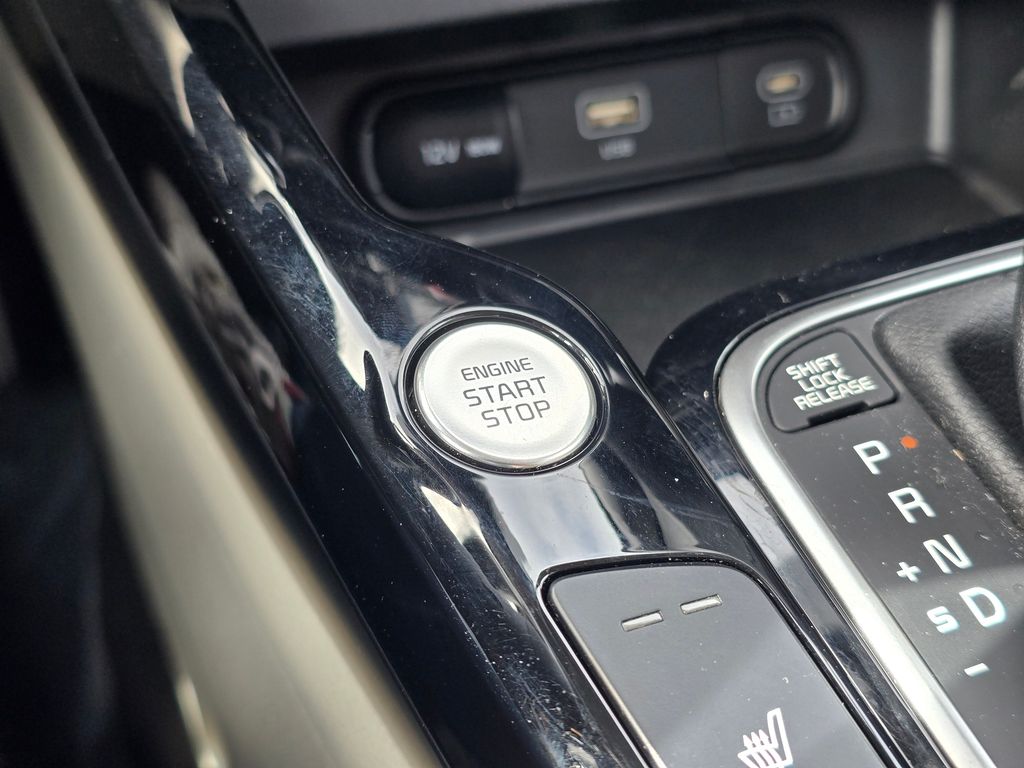 12V
USB
ENGINE
START
STOP
SHIFT
LOCK
RELEASE
P
R
N
+
S D
-